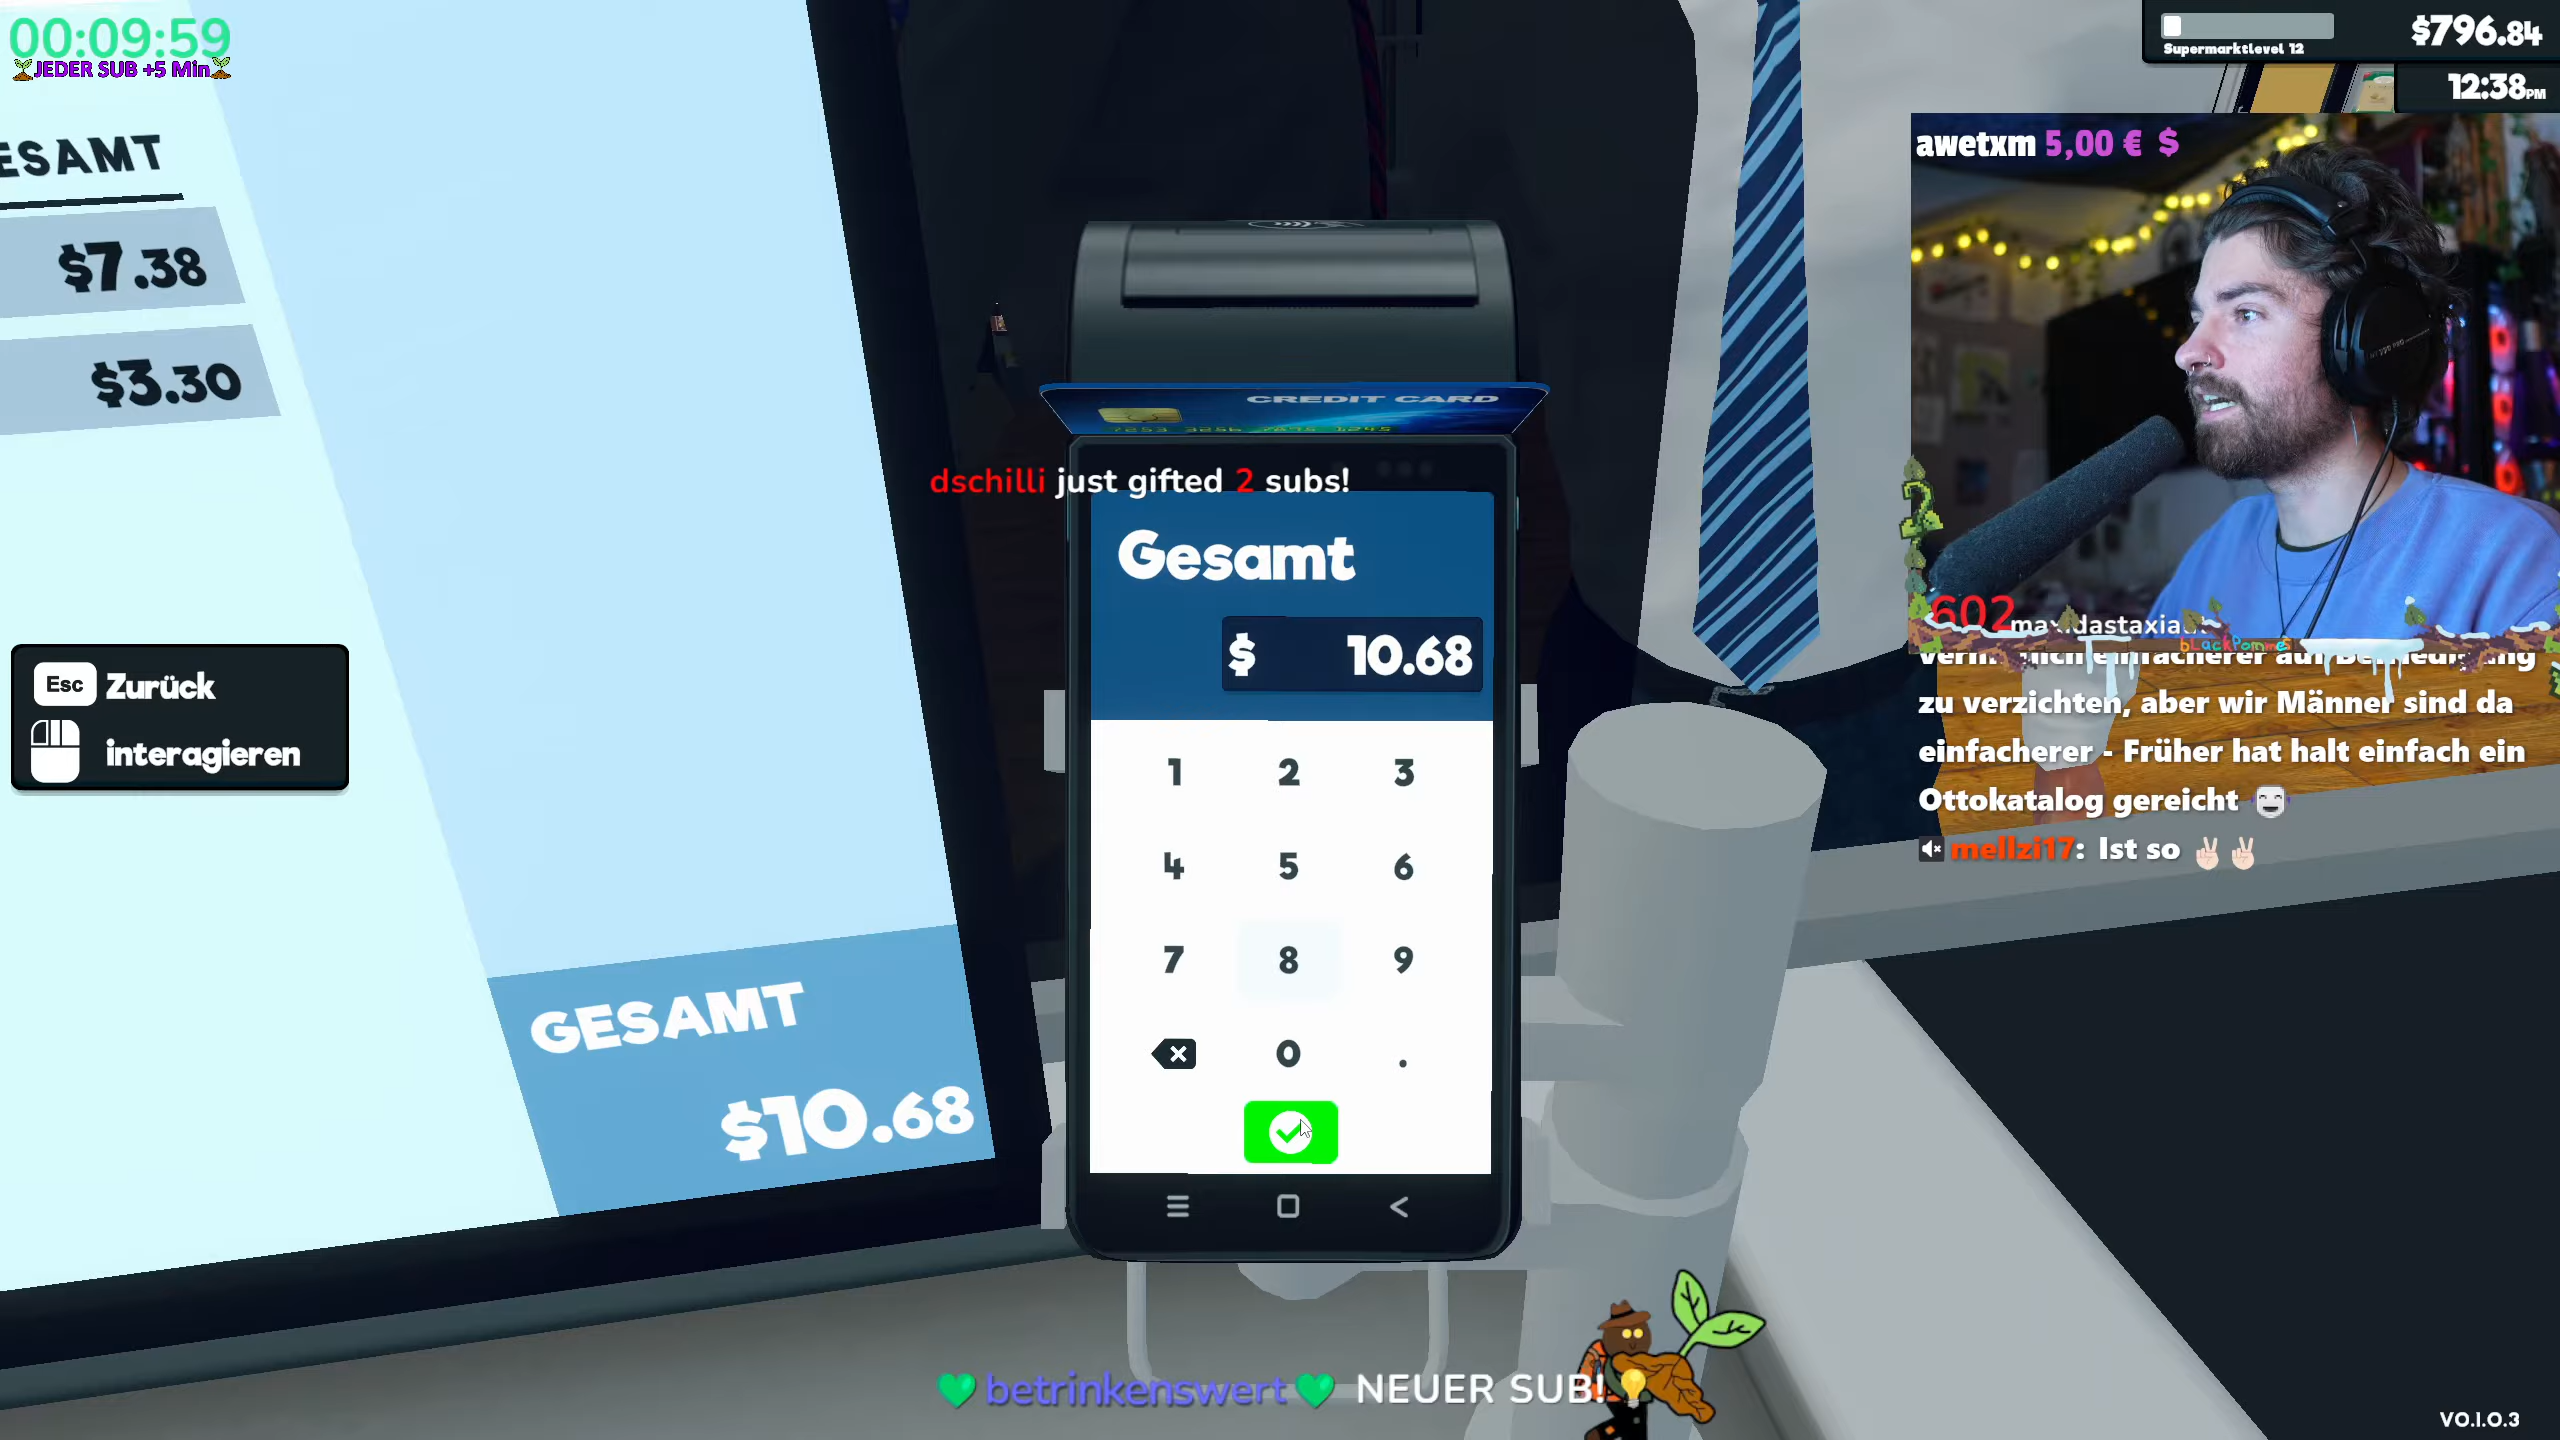 00:09:59
JEDER SUB +5 Min
ESAMT
$7.38
$3.30
Esc Zurück
interagieren
GESAMT
$10.68
CREDIT CARD
dschilli just gifted 2 subs!
Gesamt
$ 10.68
1 2 3
4 5 6
7 8 9
0 .
betrinkenswert NEUER SUB!
Supermarktlevel 12
$796.84
12:38PM
awetxm 5,00 € $
602
blackPommes
zu verzichten, aber wir Männer sind da
einfacherer - Früher hat halt einfach ein
Ottokatalog gereicht
mellzi17: Ist so
V0.1.0.3